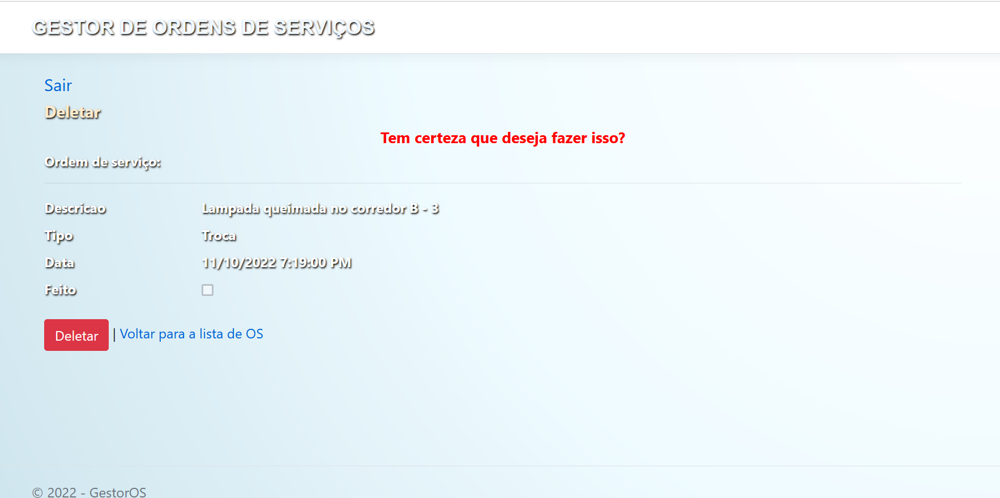 GESTOR DE ORDENS DE SERVIÇOS
Sair
Deletar
Tem certeza que deseja fazer isso?
Ordem de serviço:
Descricao Lampada queimada no corredor B - 3
Tipo Troca
Data 11/10/2022 7:19:00 PM
Feito
Deletar | Voltar para a lista de OS
© 2022 - GestorOS